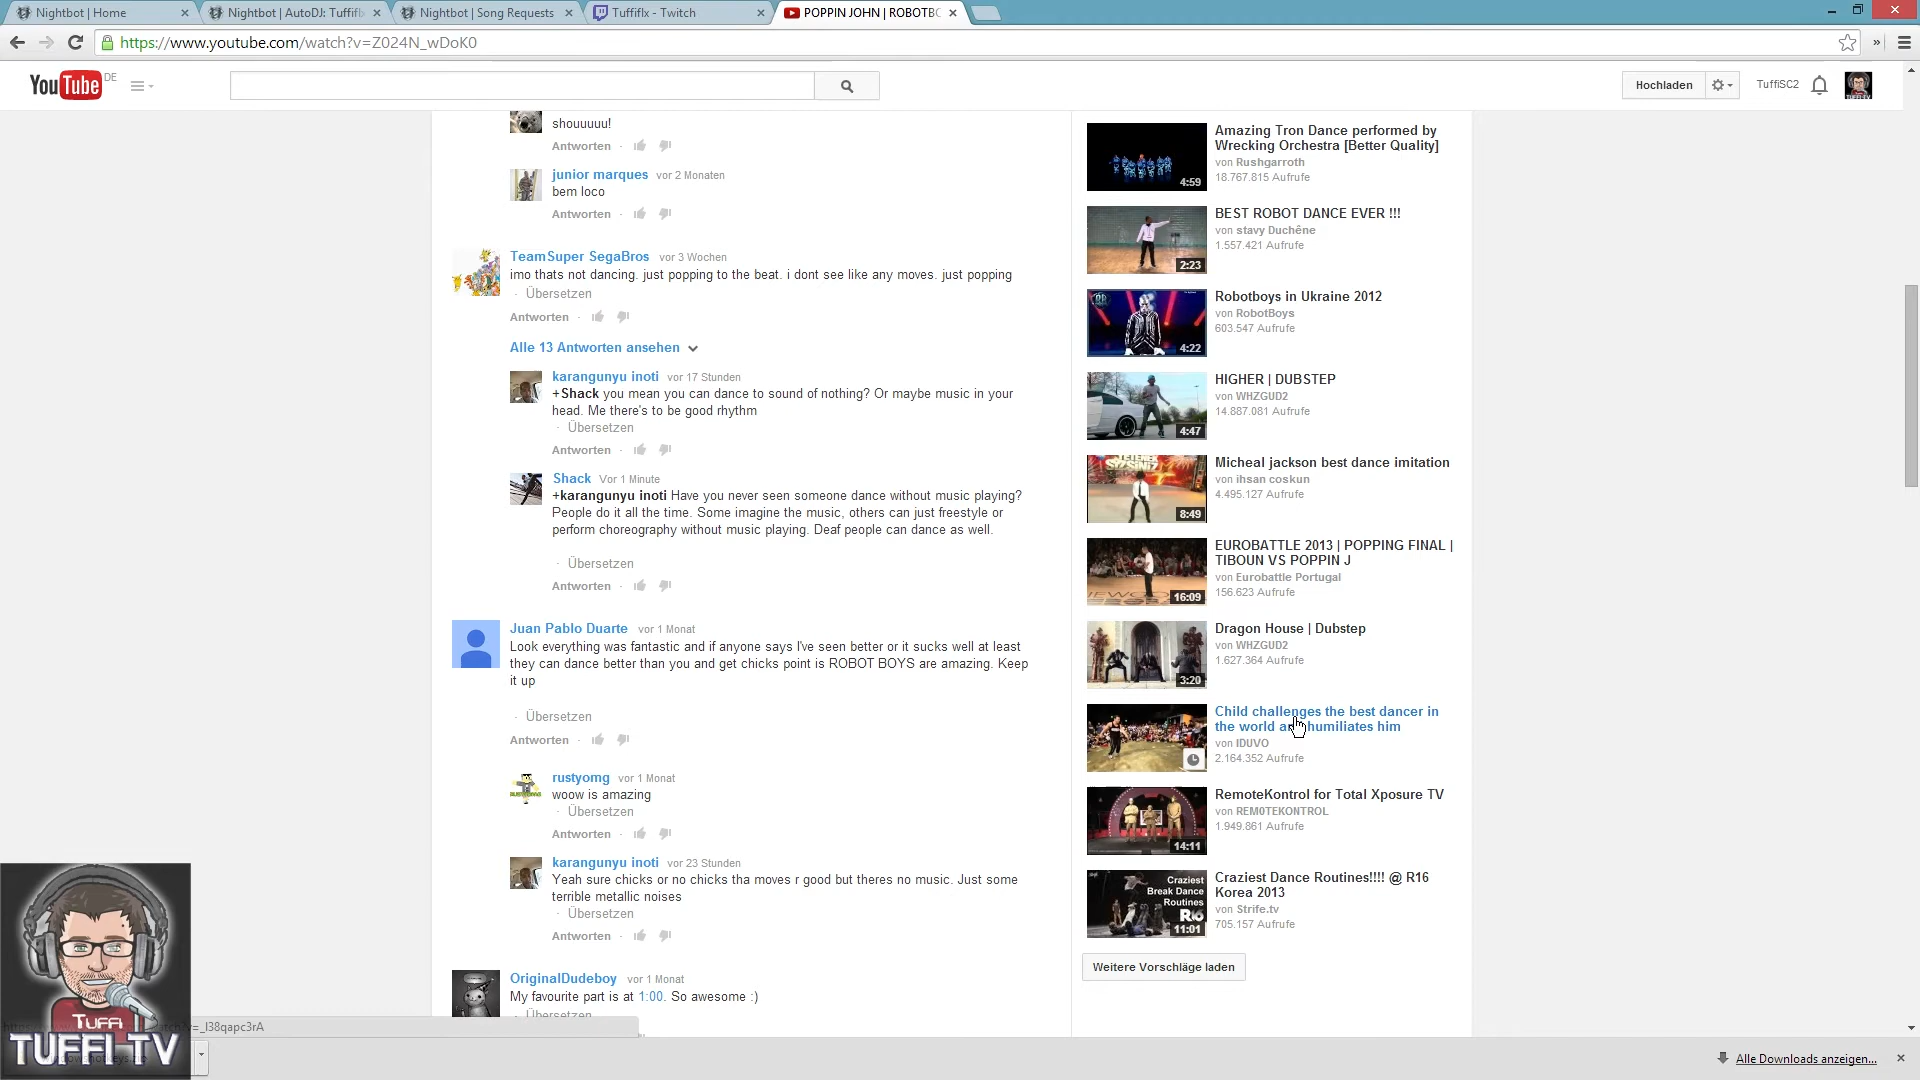 Nightbot | Home
Nightbot | AutoDJ: Tuffiflx
Nightbot | Song Requests
Tuffiflx - Twitch
POPPIN JOHN | ROBOTBO
https://www.youtube.com/watch?v=Z024N_wDoK0
YouTube DE
Hochladen
TuffiSC2
shouuuuu!
Antworten ·
junior marques vor 2 Monaten
bem loco
Antworten ·
TeamSuper SegaBros vor 3 Wochen
imo thats not dancing. just popping to the beat. i dont see like any moves. just popping
· Übersetzen
Antworten ·
Alle 13 Antworten ansehen
karangunyu inoti vor 17 Stunden
+Shack you mean you can dance to sound of nothing? Or maybe music in your
head. Me there's to be good rhythm
· Übersetzen
Antworten ·
Shack Vor 1 Minute
+karangunyu inoti Have you never seen someone dance without music playing?
People do it all the time. Some imagine the music, others can just freestyle or
perform choreography without music playing. Deaf people can dance as well.
· Übersetzen
Antworten ·
Juan Pablo Duarte vor 1 Monat
Look everything was fantastic and if anyone says I've seen better or it sucks well at least
they can dance better than you and get chicks point is ROBOT BOYS are amazing. Keep
it up
· Übersetzen
Antworten ·
rustyomg vor 1 Monat
woow is amazing
· Übersetzen
Antworten ·
karangunyu inoti vor 23 Stunden
Yeah sure chicks or no chicks tha moves r good but theres no music. Just some
terrible metallic noises
· Übersetzen
Antworten ·
OriginalDudeboy vor 1 Monat
My favourite part is at 1:00. So awesome :)
· Übersetzen
Amazing Tron Dance performed by
Wrecking Orchestra [Better Quality]
von Rushgarroth
18.767.815 Aufrufe
4:59
BEST ROBOT DANCE EVER !!!
von stavy Duchêne
1.557.421 Aufrufe
2:23
Robotboys in Ukraine 2012
von RobotBoys
603.547 Aufrufe
4:22
HIGHER | DUBSTEP
von WHZGUD2
14.887.081 Aufrufe
4:47
Micheal jackson best dance imitation
von ihsan coskun
4.495.127 Aufrufe
8:49
EUROBATTLE 2013 | POPPING FINAL |
TIBOUN VS POPPIN J
von Eurobattle Portugal
156.623 Aufrufe
16:09
Dragon House | Dubstep
von WHZGUD2
1.627.364 Aufrufe
3:20
Child challenges the best dancer in
the world and humiliates him
von IDUVO
2.164.352 Aufrufe
RemoteKontrol for Total Xposure TV
von REM0TEKONTROL
1.949.861 Aufrufe
14:11
Craziest Dance Routines!!!! @ R16
Korea 2013
von Strife.tv
705.157 Aufrufe
Craziest
Break Dance
Routines
R16
11:01
Weitere Vorschläge laden
watch?v=_l38qapc3rA
TUFFI
TUFFI TV
Alle Downloads anzeigen...